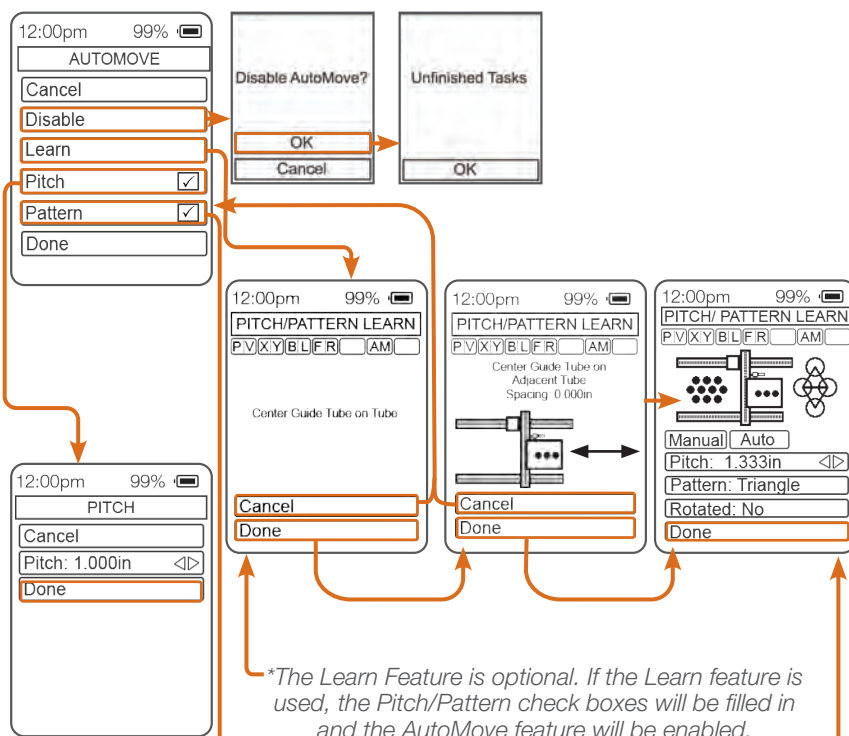 12:00pm 99%
AUTOMOVE
Cancel
Disable
Learn
Pitch
Pattern
Done
Disable AutoMove?
OK
Cancel
Unfinished Tasks
OK
12:00pm 99%
PITCH/PATTERN LEARN
P V X Y B L F R AM
Center Guide Tube on Tube
Cancel
Done
12:00pm 99%
PITCH/PATTERN LEARN
P V X Y B L F R AM
Center Guide Tube on
Adjacent Tube
Spacing 0.000in
Cancel
Done
12:00pm 99%
PITCH/ PATTERN LEARN
P V X Y B L F R AM
Manual Auto
Pitch: 1.333in
Pattern: Triangle
Rotated: No
Done
12:00pm 99%
PITCH
Cancel
Pitch: 1.000in
Done
*The Learn Feature is optional. If the Learn feature is
used, the Pitch/Pattern check boxes will be filled in
and the AutoMove feature will be enabled.